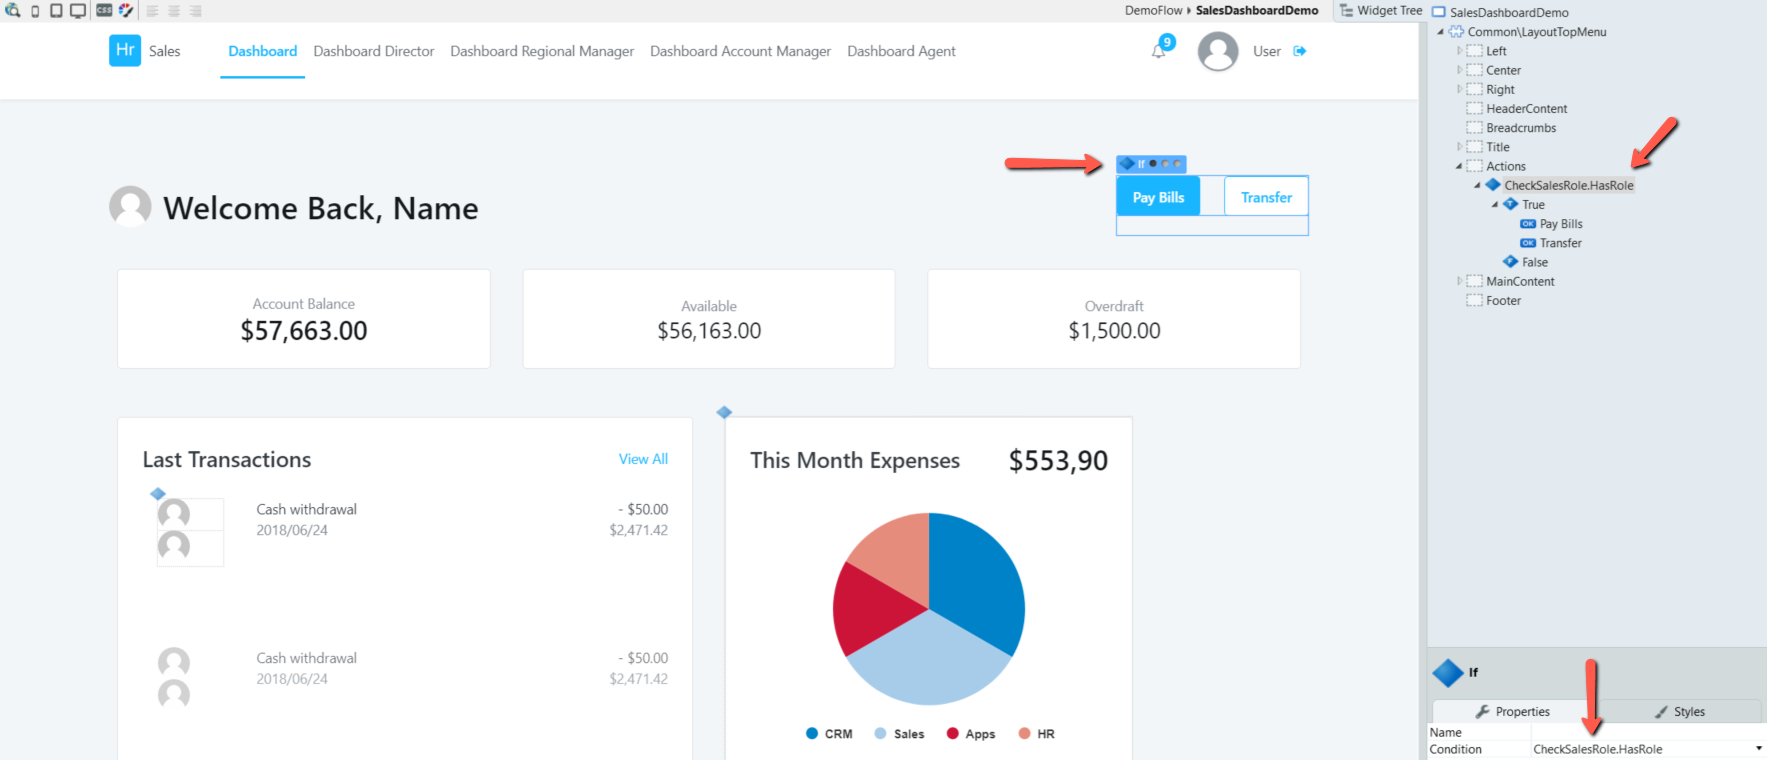 CSS
DemoFlow SalesDashboardDemo
Widget Tree
Hr Sales Dashboard Dashboard Director Dashboard Regional Manager Dashboard Account Manager Dashboard Agent 9 User
If
Pay Bills Transfer
Welcome Back, Name
Account Balance
$57,663.00
Available
$56,163.00
Overdraft
$1,500.00
Last Transactions View All
Cash withdrawal - $50.00
2018/06/24 $2,471.42
Cash withdrawal - $50.00
2018/06/24 $2,471.42
This Month Expenses $553,90
CRM Sales Apps HR
SalesDashboardDemo
Common\LayoutTopMenu
Left
Center
Right
HeaderContent
Breadcrumbs
Title
Actions
CheckSalesRole.HasRole
T True
OK Pay Bills
OK Transfer
F False
MainContent
Footer
If
Properties Styles
Name
Condition CheckSalesRole.HasRole